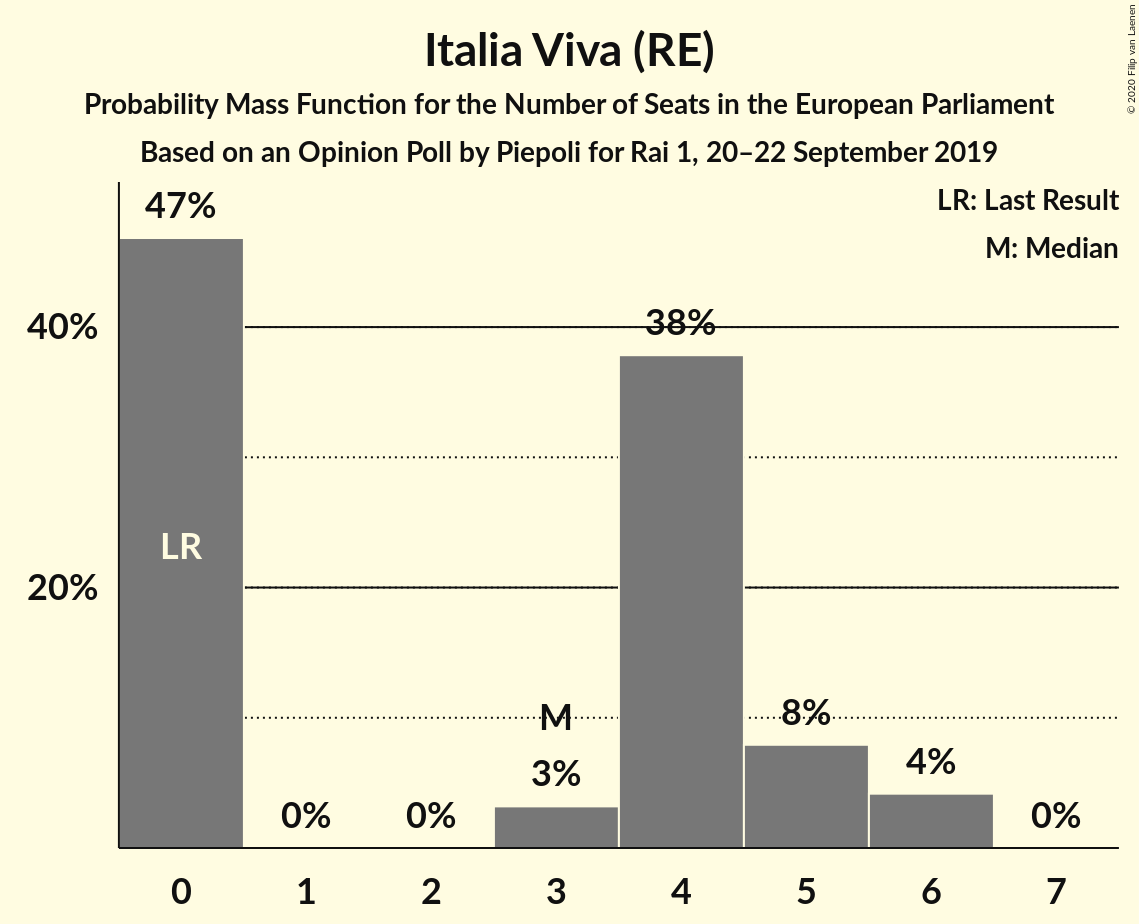 Italia Viva (RE)
Probability Mass Function for the Number of Seats in the European Parliament
Based on an Opinion Poll by Piepoli for Rai 1, 20–22 September 2019
© 2020 Filip van Laenen
LR: Last Result
M: Median
47%
40%
38%
LR
20%
M
8%
3%
4%
0%
0%
0%
0 1 2 3 4 5 6 7